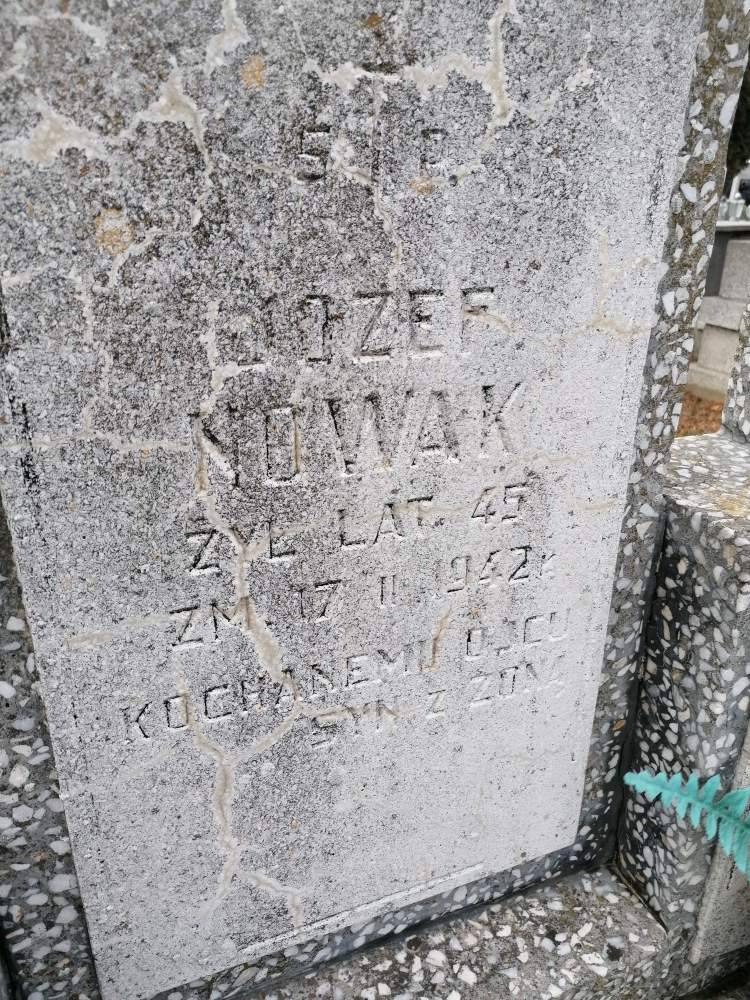 Ś P
JÓZEF
NOWAK
ŻYŁ LAT. 45
ZM. 17 II 1942 R
KOCHANEMU OJCU
SYN Z ŻONĄ